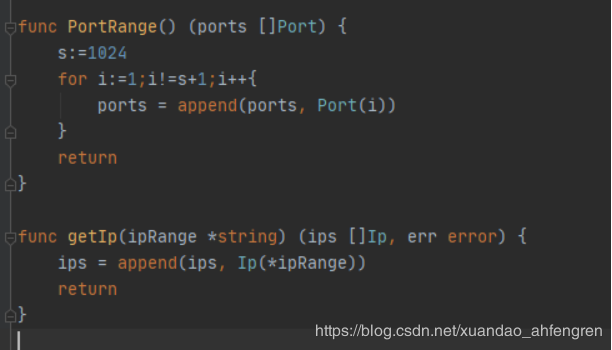 func PortRange() (ports []Port) {
    s:=1024
    for i:=1;i!=s+1;i++{
        ports = append(ports, Port(i))
    }
    return
}

func getIp(ipRange *string) (ips []Ip, err error) {
    ips = append(ips, Ip(*ipRange))
    return
}
https://blog.csdn.net/xuandao_ahfengren